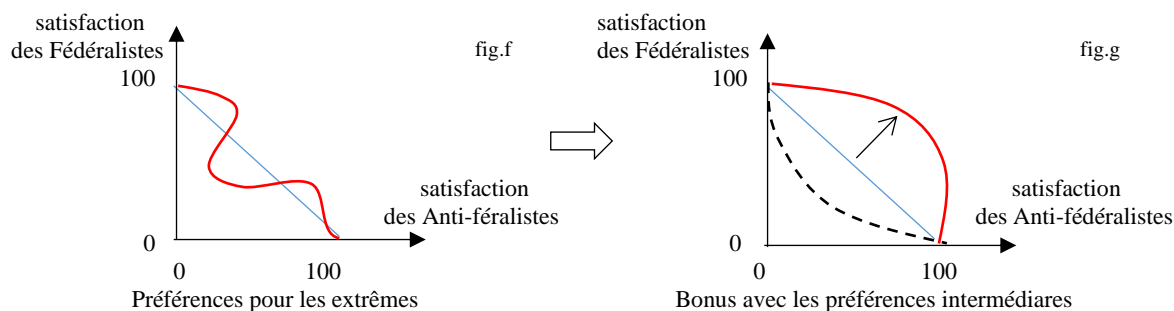 satisfaction
des Fédéralistes
fig.f
100
satisfaction
des Anti-féralistes
0
0
100
Préférences pour les extrêmes
satisfaction
des Fédéralistes
fig.g
100
satisfaction
des Anti-fédéralistes
0
0
100
Bonus avec les préférences intermédiares